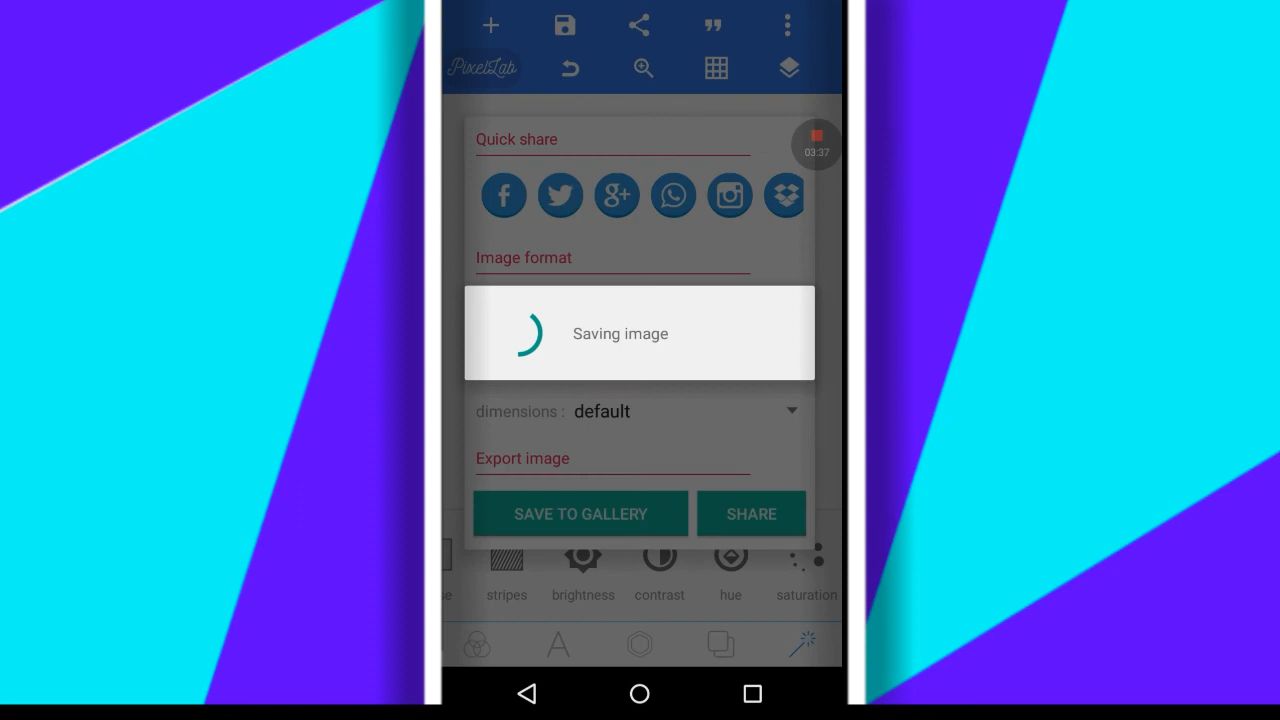 PixelLab
Quick share
03:37
Image format
Saving image
dimensions : default
Export image
SAVE TO GALLERY SHARE
se stripes brightness contrast hue saturation